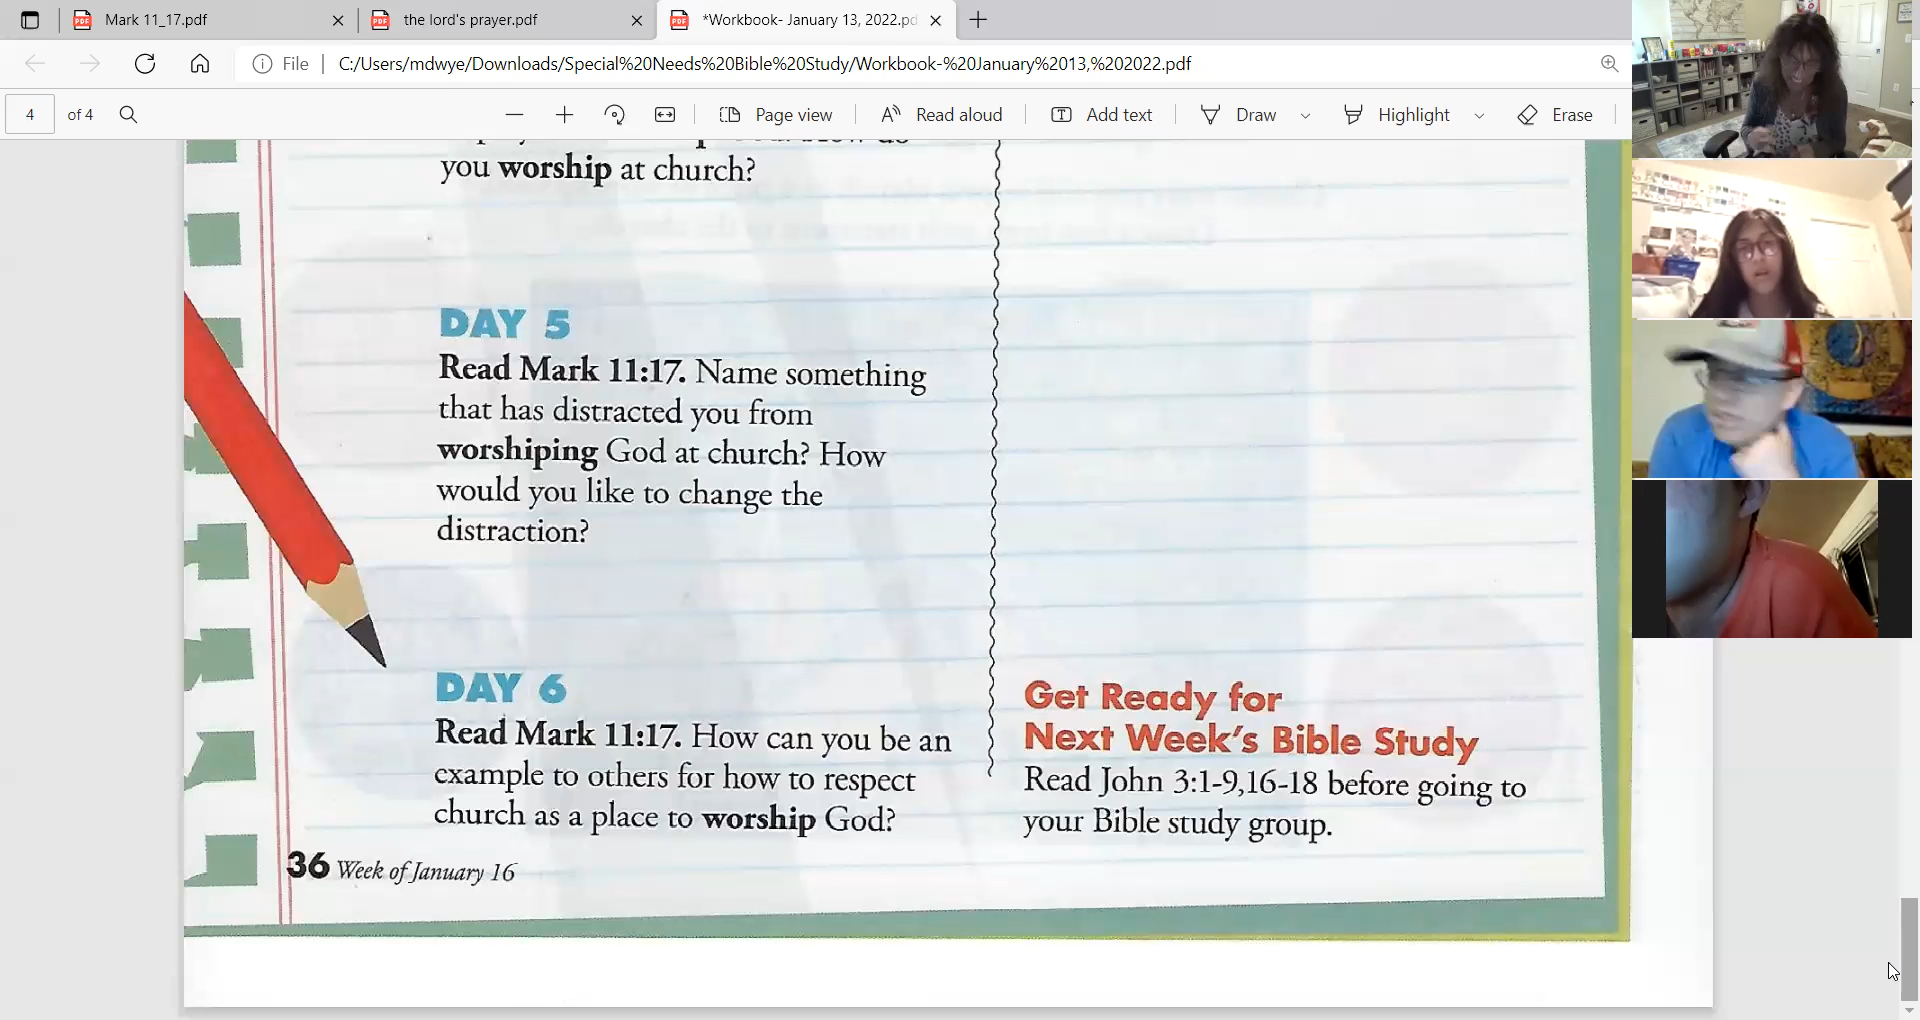 Mark 11_17.pdf
the lord's prayer.pdf
*Workbook- January 13, 2022.pd
File
C:/Users/mdwye/Downloads/Special%20Needs%20Bible%20Study/Workbook-%20January%2013,%202022.pdf
4 of 4
Page view
Read aloud
Add text
Draw
Highlight
Erase
you worship at church?
DAY 5
Read Mark 11:17. Name something
that has distracted you from
worshiping God at church? How
would you like to change the
distraction?
DAY 6
Read Mark 11:17. How can you be an
example to others for how to respect
church as a place to worship God?
36 Week of January 16
Get Ready for
Next Week's Bible Study
Read John 3:1-9,16-18 before going to
your Bible study group.